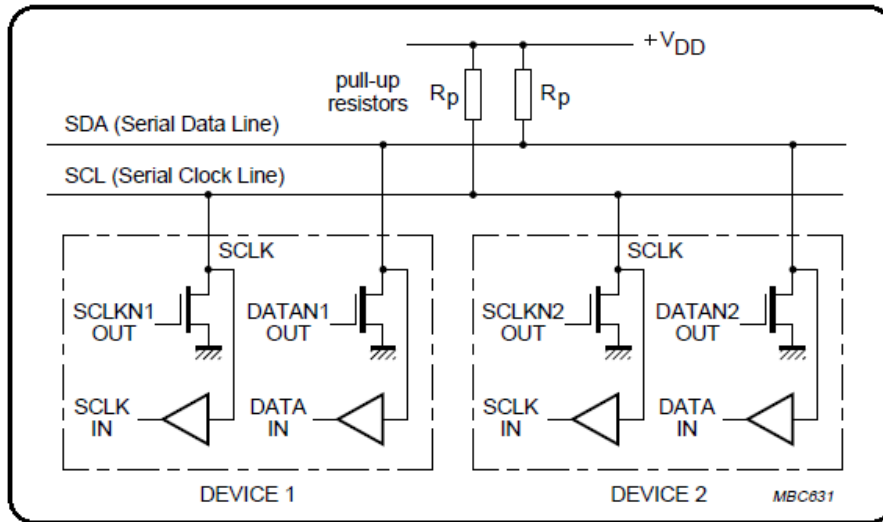 +VDD
pull-up
resistors
Rp
Rp
SDA (Serial Data Line)
SCL (Serial Clock Line)
SCLK
SCLK
SCLKN1
OUT
DATAN1
OUT
SCLKN2
OUT
DATAN2
OUT
SCLK
IN
DATA
IN
SCLK
IN
DATA
IN
DEVICE 1
DEVICE 2
MBC631